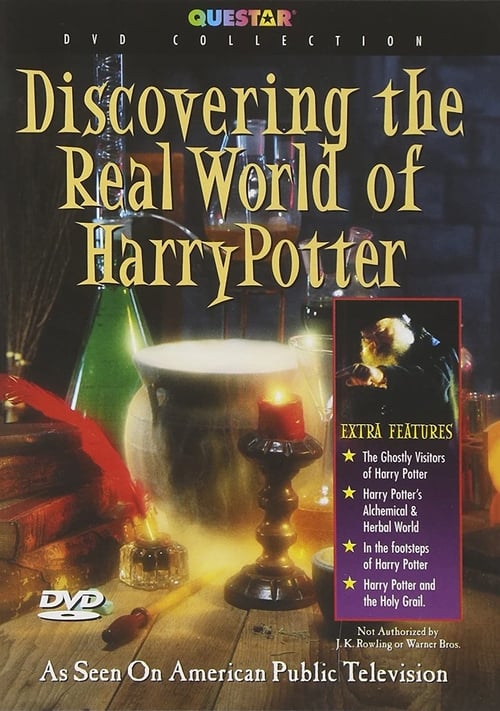 QUESTAR
DVD COLLECTION
Discovering the
Real World of
Harry Potter
EXTRA FEATURES
The Ghostly Visitors
of Harry Potter
Harry Potter's
Alchemical &
Herbal World
In the footsteps
of Harry Potter
Harry Potter and
the Holy Grail.
DVD
Not Authorized by
J. K. Rowling or Warner Bros.
As Seen On American Public Television